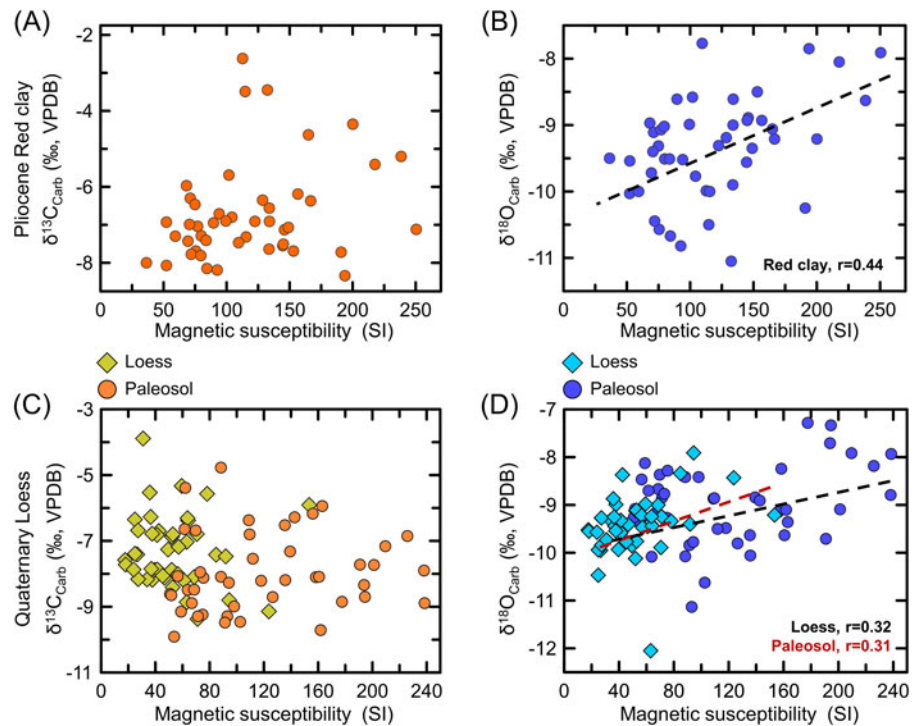 (A)
-2
-4
-6
-8
0 50 100 150 200 250
Magnetic susceptibility (SI)
Pliocene Red clay
δ¹³C_Carb (‰, VPDB)
(B)
-8
-9
-10
-11
0 50 100 150 200 250
Magnetic susceptibility (SI)
δ¹⁸O_Carb (‰, VPDB)
Red clay, r=0.44
Loess
Paleosol
Loess
Paleosol
(C)
-3
-5
-7
-9
-11
0 40 80 120 160 200 240
Magnetic susceptibility (SI)
Quaternary Loess
δ¹³C_Carb (‰, VPDB)
(D)
-7
-8
-9
-10
-11
-12
0 40 80 120 160 200 240
Magnetic susceptibility (SI)
δ¹⁸O_Carb (‰, VPDB)
Loess, r=0.32
Paleosol, r=0.31